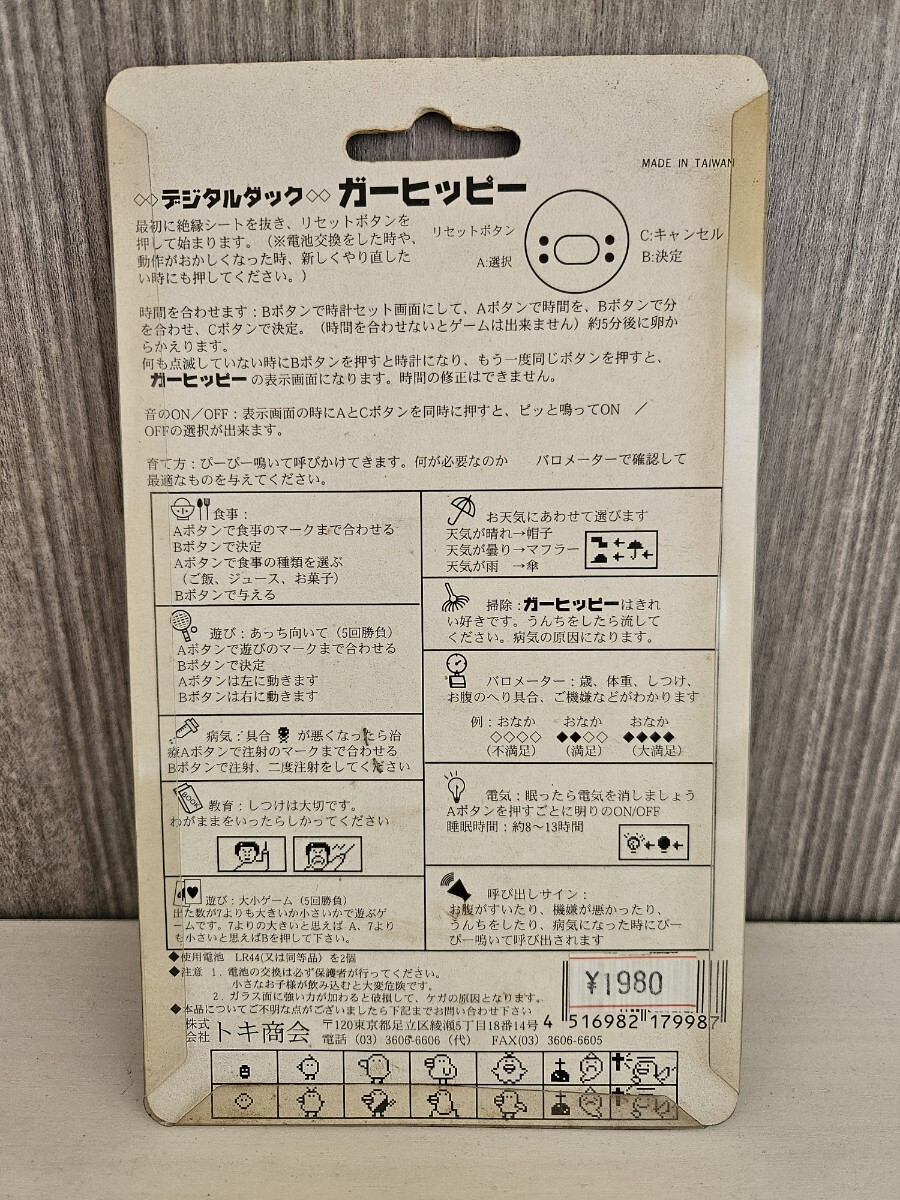 MADE IN TAIWAN
◇◇デジタルダック◇◇ ガーヒッピー
最初に絶縁シートを抜き、リセットボタンを
押して始まります。(※電池交換をした時や、
動作がおかしくなった時、新しくやり直した
い時にも押してください。)
リセットボタン
A:選択
C:キャンセル
B:決定
時間を合わせます:Bボタンで時計セット画面にして、Aボタンで時間を、Bボタンで分
を合わせ、Cボタンで決定。(時間を合わせないとゲームは出来ません)約5分後に卵か
らかえります。
何も点滅していない時にBボタンを押すと時計になり、もう一度同じボタンを押すと、
ガーヒッピーの表示画面になります。時間の修正はできません。
音のON/OFF:表示画面の時にAとCボタンを同時に押すと、ピッと鳴ってON /
OFFの選択が出来ます。
育て方:ぴーぴー鳴いて呼びかけてきます。何が必要なのか バロメーターで確認して
最適なものを与えてください。
食事:
Aボタンで食事のマークまで合わせる
Bボタンで決定
Aボタンで食事の種類を選ぶ
(ご飯、ジュース、お菓子)
Bボタンで与える
遊び:あっち向いて(5回勝負)
Aボタンで遊びのマークまで合わせる
Bボタンで決定
Aボタンは左に動きます
Bボタンは右に動きます
病気:具合が悪くなったら治
療Aボタンで注射のマークまで合わせる
Bボタンで注射、二度注射をしてください
BOOK
教育:しつけは大切です。
わがままをいったらしかってください
遊び:大小ゲーム(5回勝負)
出た数が7よりも大きいか小さいかで遊ぶゲ
ームです。7よりの大きいと思えば A、7より
も小さいと思えばBを押して下さい。
お天気にあわせて選びます
天気が晴れ→帽子
天気が曇り→マフラー
天気が雨 →傘
掃除:ガーヒッピーはきれ
い好きです。うんちをしたら流して
ください。病気の原因になります。
バロメーター:歳、体重、しつけ、
お腹のへり具合、ご機嫌などがわかります
例:おなか おなか おなか
◇◇◇◇ ◆◆◇◇ ◆◆◆◆
(不満足) (満足) (大満足)
電気:眠ったら電気を消しましょう
Aボタンを押すごとに明りのON/OFF
睡眠時間:約8〜13時間
呼び出しサイン:
お腹がすいたり、機嫌が悪かったり、
うんちをしたり、病気になった時にぴー
ぴー鳴いて呼び出されます
◆使用電池 LR44(又は同等品)を2個
◆注意 1.電池の交換は必ず保護者が行ってください。
小さなお子様が飲み込むと大変危険です。
2.ガラス面に強い力が加わると破損して、ケガの原因となります。
◆本品についてご不明な点がございましたら下記までお問い合わせ下さい
株式会社 トキ商会 〒120東京都足立区綾瀬5丁目18番14号
電話(03)3606-6606(代) FAX(03)3606-6605
¥1980
4 516982 179987